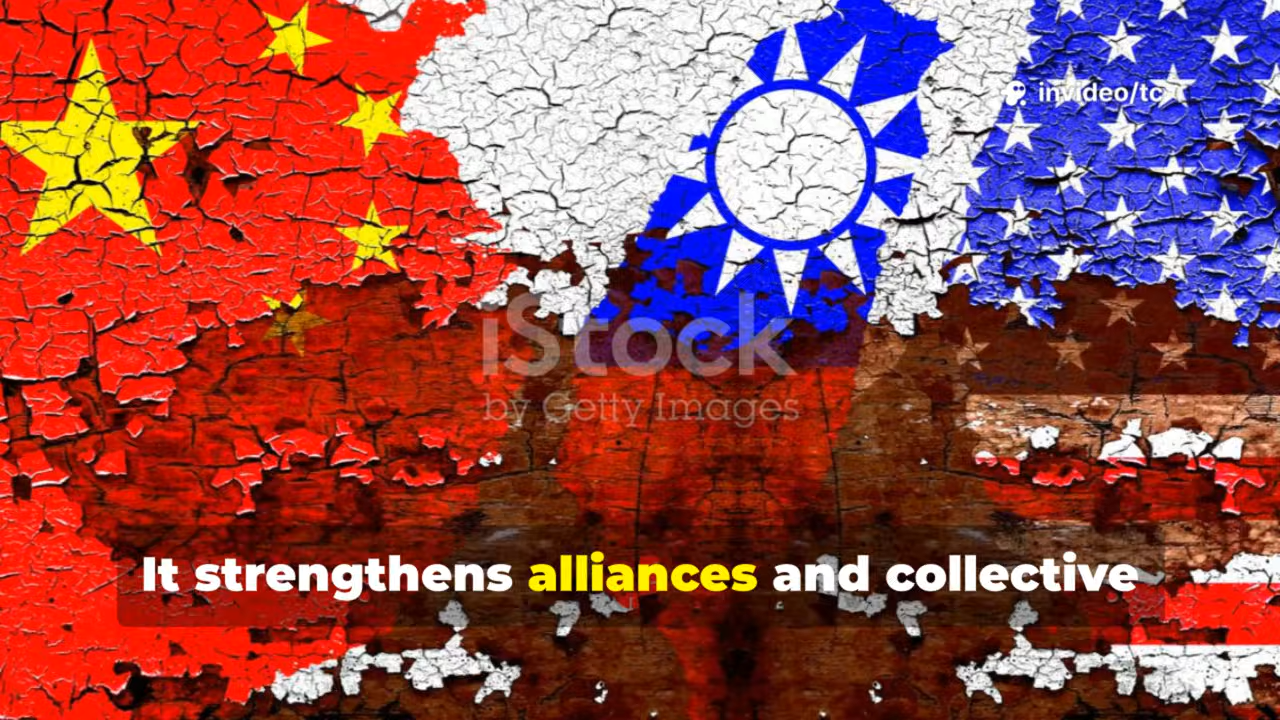 invideo/tc
iStock
by Getty Images
It strengthens alliances and collective